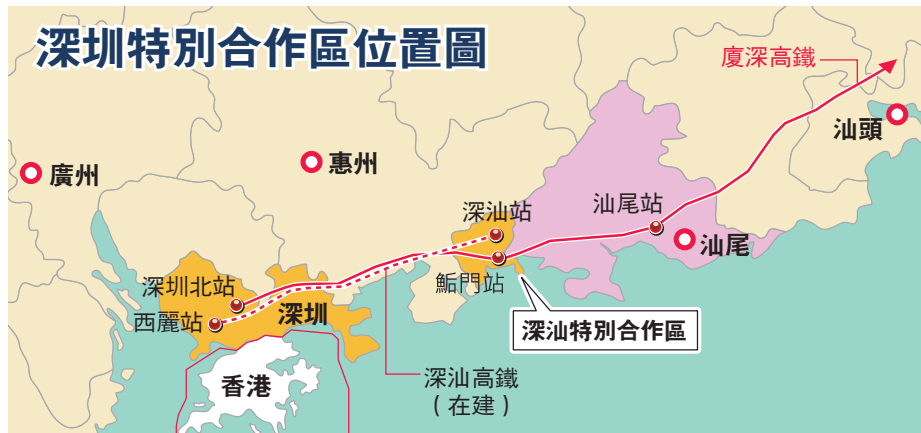 深圳特別合作區位置圖
廈深高鐵
汕頭
廣州
惠州
深汕站
汕尾站
汕尾
深圳北站
鮜門站
西麗站
深圳
深汕特別合作區
香港
深汕高鐵
（在建）